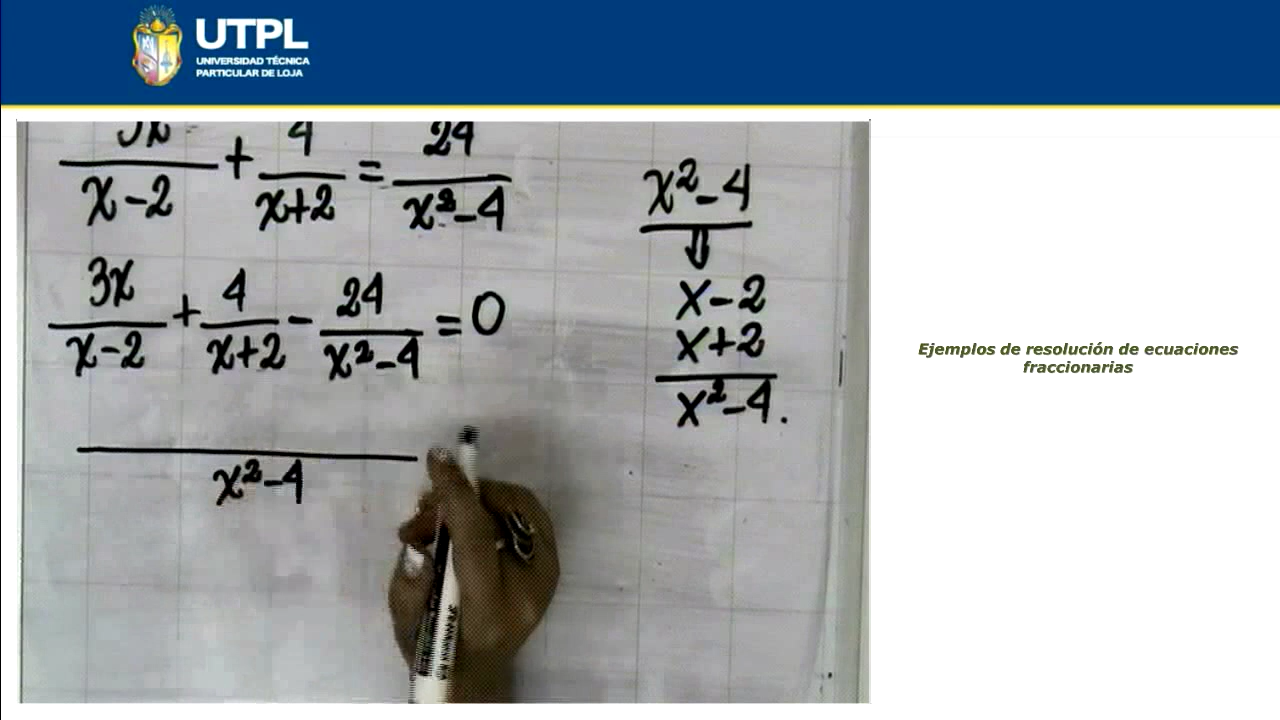 UTPL
UNIVERSIDAD TÉCNICA
PARTICULAR DE LOJA
3x/(x-2) + 4/(x+2) = 24/(x²-4)
3x/(x-2) + 4/(x+2) - 24/(x²-4) = 0
x²-4
x²-4
⇓
x-2
x+2
x²-4.
Ejemplos de resolución de ecuaciones
fraccionarias